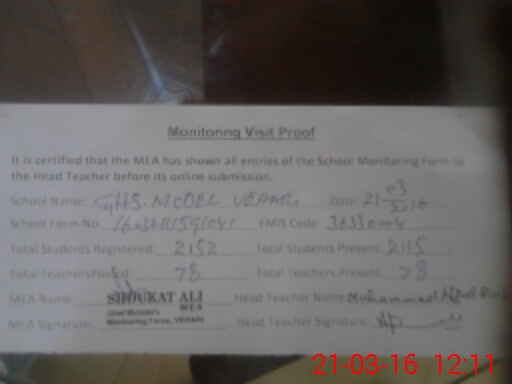 Monitoring Visit Proof
It is certified that the MEA has shown all entries of the School Monitoring Form to
the Head Teacher before its online submission.
School Name: GHS. MODEL VEHARI Date: 21-03-2016
School Form No. EMIS Code:
Total Students Registered: 2152 Total Students Present: 2115
Total Teachers Posted: 78 Total Teachers Present: 78
MEA Name: SHOUKAT ALI Head Teacher Name: Muhammad
MEA
MEA Signature: Chief Minister's Head Teacher Signature:
Monitoring Force, VEHARI
21-03-16 12:11